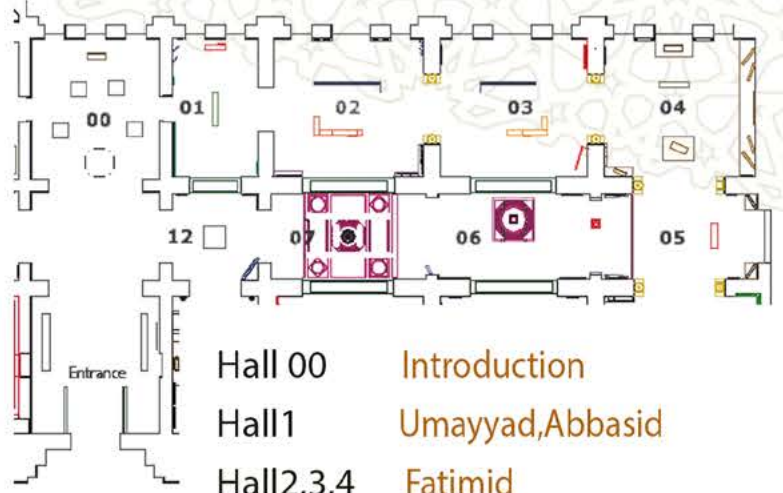 00 01 02 03 04
12 07 06 05
Entrance
Hall 00 Introduction
Hall1 Umayyad,Abbasid
Hall2,3,4 Fatimid